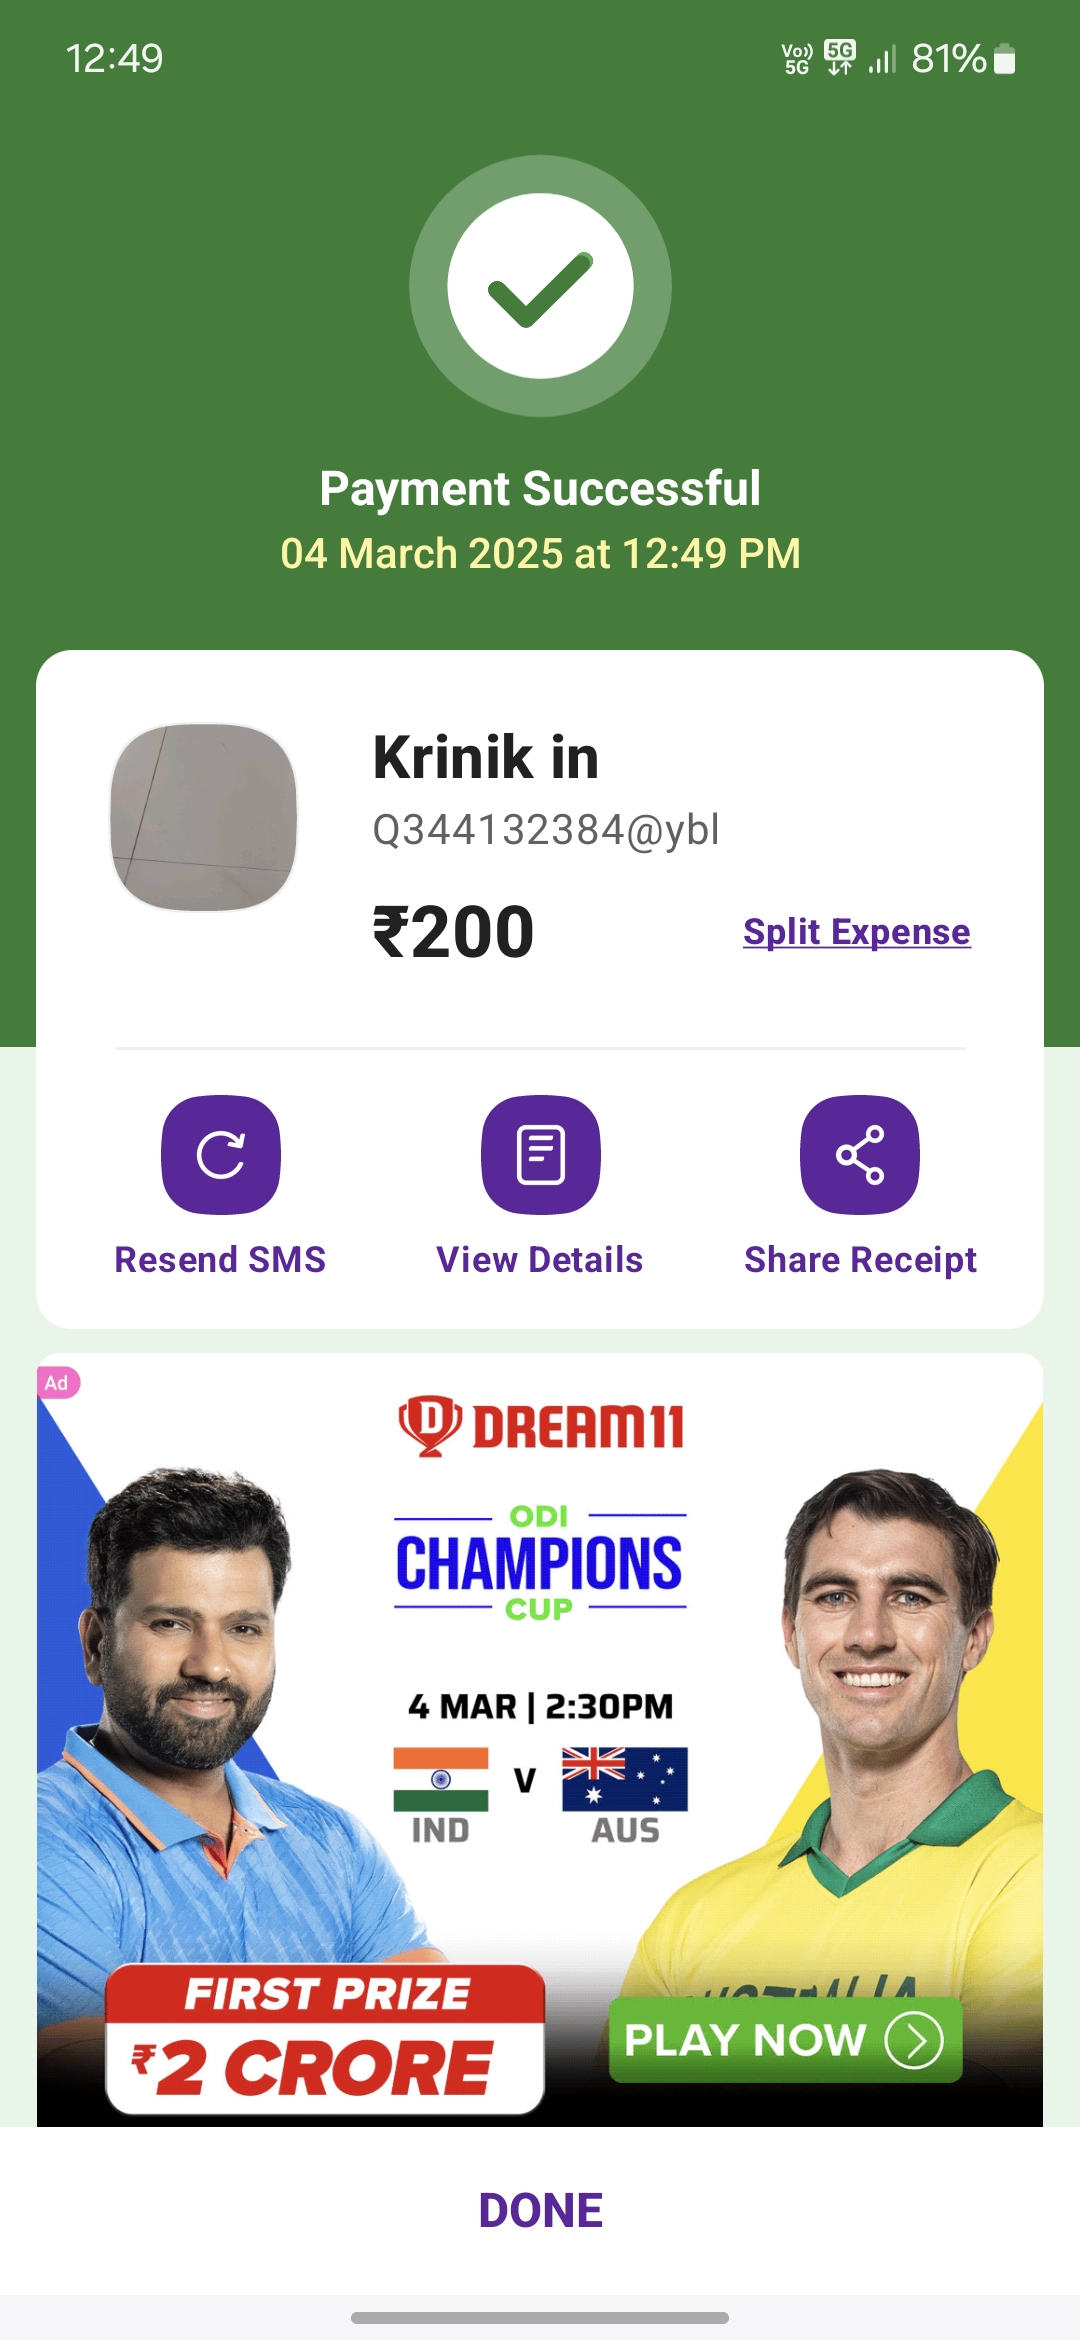 12:49
Vo)) 5G 5G 81%
Payment Successful
04 March 2025 at 12:49 PM
Krinik in
Q344132384@ybl
₹200
Split Expense
Resend SMS
View Details
Share Receipt
Ad
DREAM11
ODI
CHAMPIONS
CUP
4 MAR | 2:30PM
V
IND
AUS
AUSTRALIA
FIRST PRIZE
₹2 CRORE
PLAY NOW
DONE